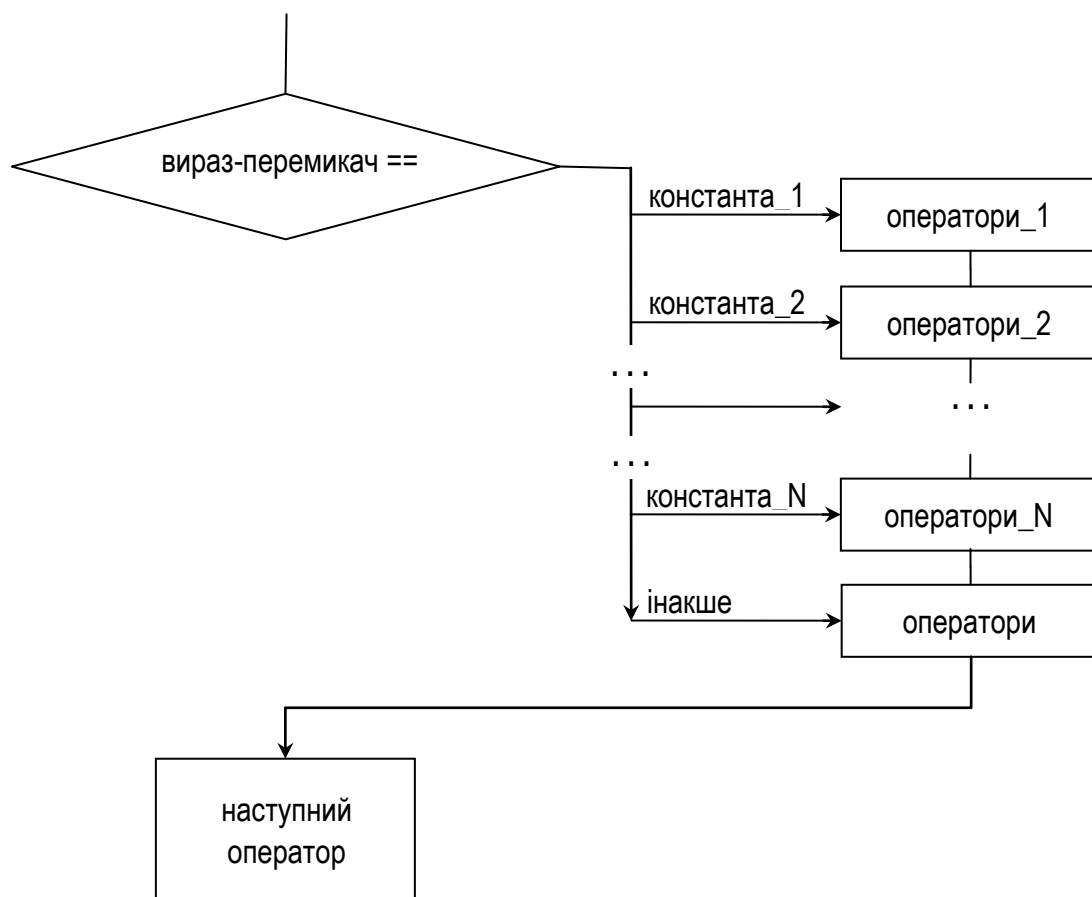 вираз-перемикач ==
константа_1
оператори_1
константа_2
оператори_2
...
...
...
константа_N
оператори_N
інакше
оператори
наступний
оператор